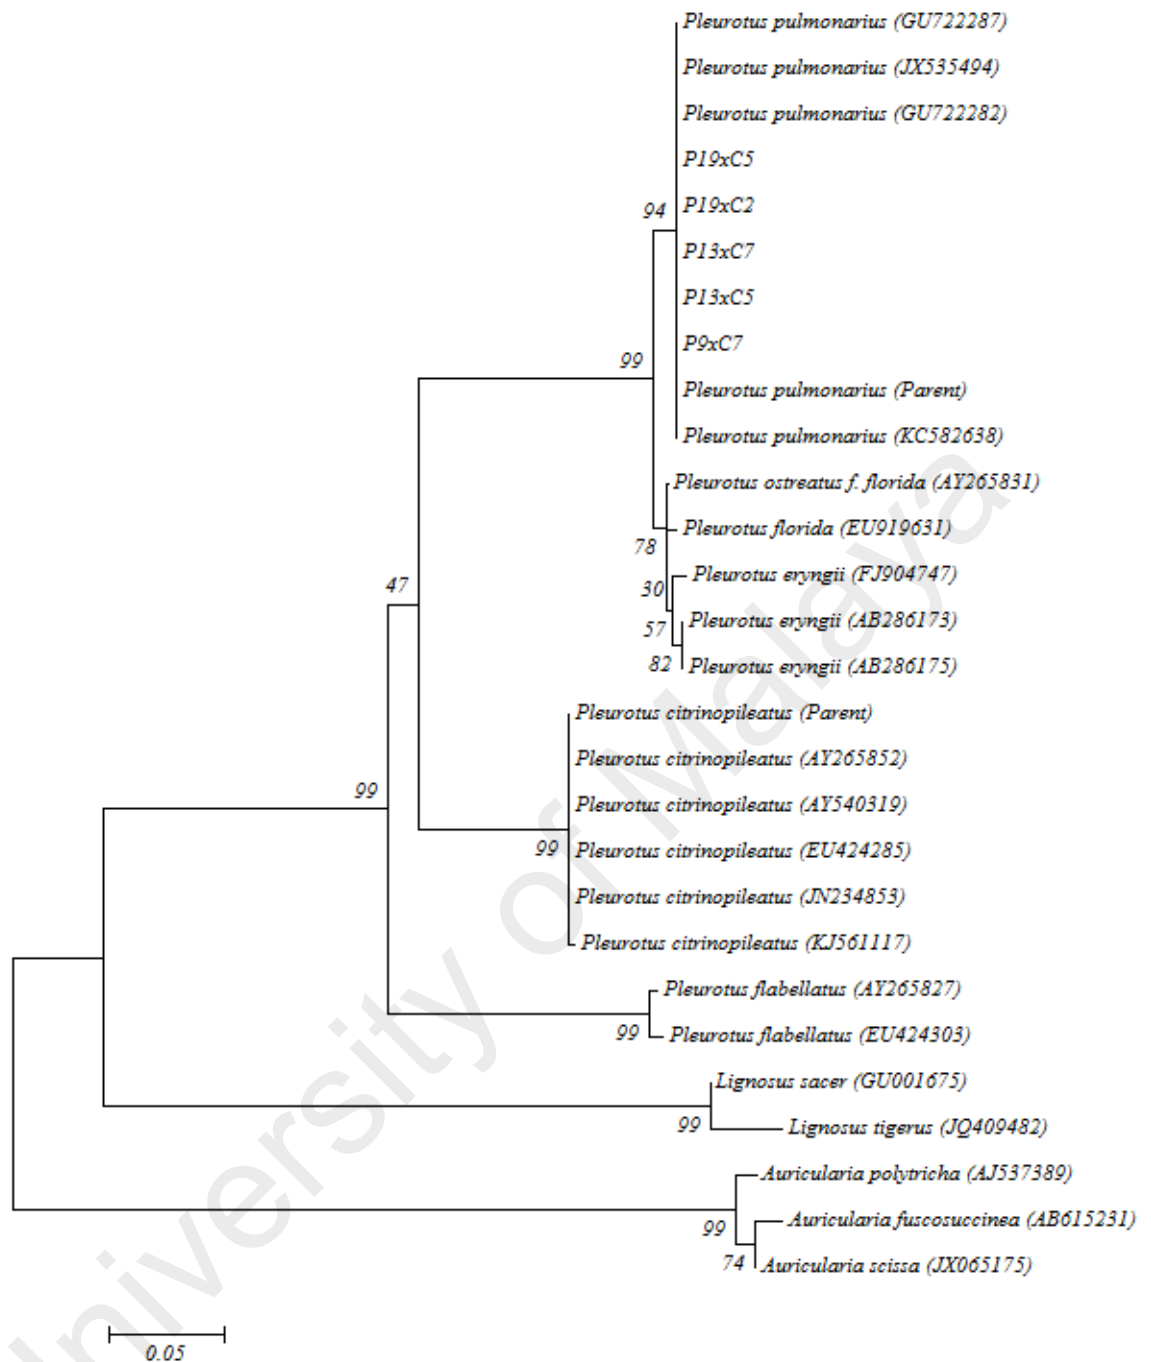 Pleurotus pulmonarius (GU722287)
Pleurotus pulmonarius (JX535494)
Pleurotus pulmonarius (GU722282)
P19xC5
94 P19xC2
P13xC7
P13xC5
P9xC7
99
Pleurotus pulmonarius (Parent)
Pleurotus pulmonarius (KC582638)
Pleurotus ostreatus f. florida (AY265831)
Pleurotus florida (EU919631)
78
Pleurotus eryngii (FJ904747)
47
30
Pleurotus eryngii (AB286173)
57
82 Pleurotus eryngii (AB286175)
Pleurotus citrinopileatus (Parent)
Pleurotus citrinopileatus (AY265852)
99
Pleurotus citrinopileatus (AY540319)
99 Pleurotus citrinopileatus (EU424285)
Pleurotus citrinopileatus (JN234853)
Pleurotus citrinopileatus (KJ561117)
Pleurotus flabellatus (AY265827)
99 Pleurotus flabellatus (EU424303)
Lignosus sacer (GU001675)
99 Lignosus tigerus (JQ409482)
Auricularia polytricha (AJ537389)
99 Auricularia fuscosuccinea (AB615231)
74 Auricularia scissa (JX065175)
0.05
University of Malaya